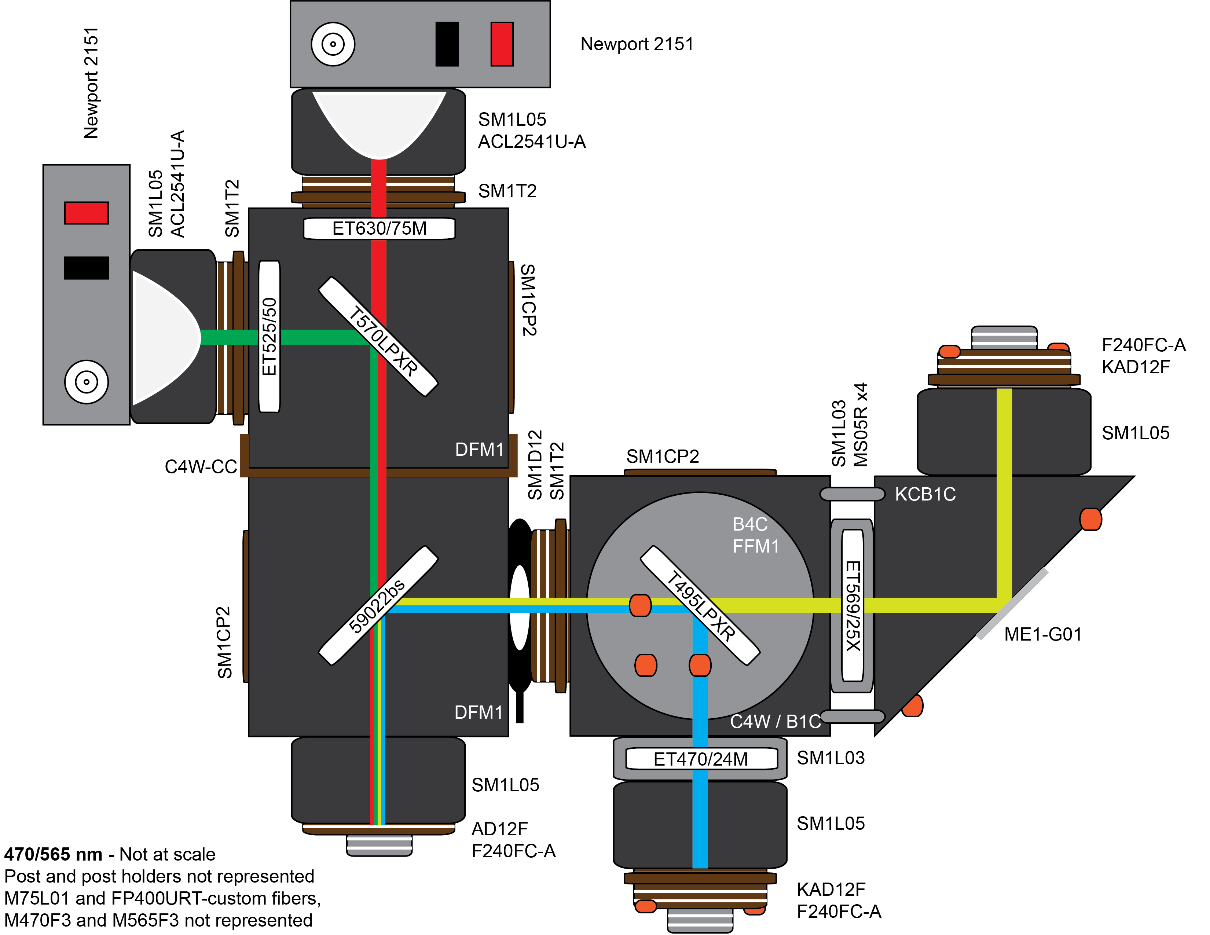 Newport 2151
Newport 2151
SM1L05
ACL2541U-A
SM1L05
ACL2541U-A
SM1T2
SM1T2
ET630/75M
SM1CP2
ET525/50
T570LPXR
F240FC-A
KAD12F
SM1L05
DFM1
C4W-CC
SM1D12
SM1T2
SM1CP2
SM1L03
MS05R x4
KCB1C
B4C
FFM1
59022bs
T495LPXR
ET569/25X
ME1-G01
SM1CP2
DFM1
C4W / B1C
ET470/24M
SM1L03
SM1L05
SM1L05
AD12F
F240FC-A
KAD12F
F240FC-A
470/565 nm - Not at scale
Post and post holders not represented
M75L01 and FP400URT-custom fibers,
M470F3 and M565F3 not represented